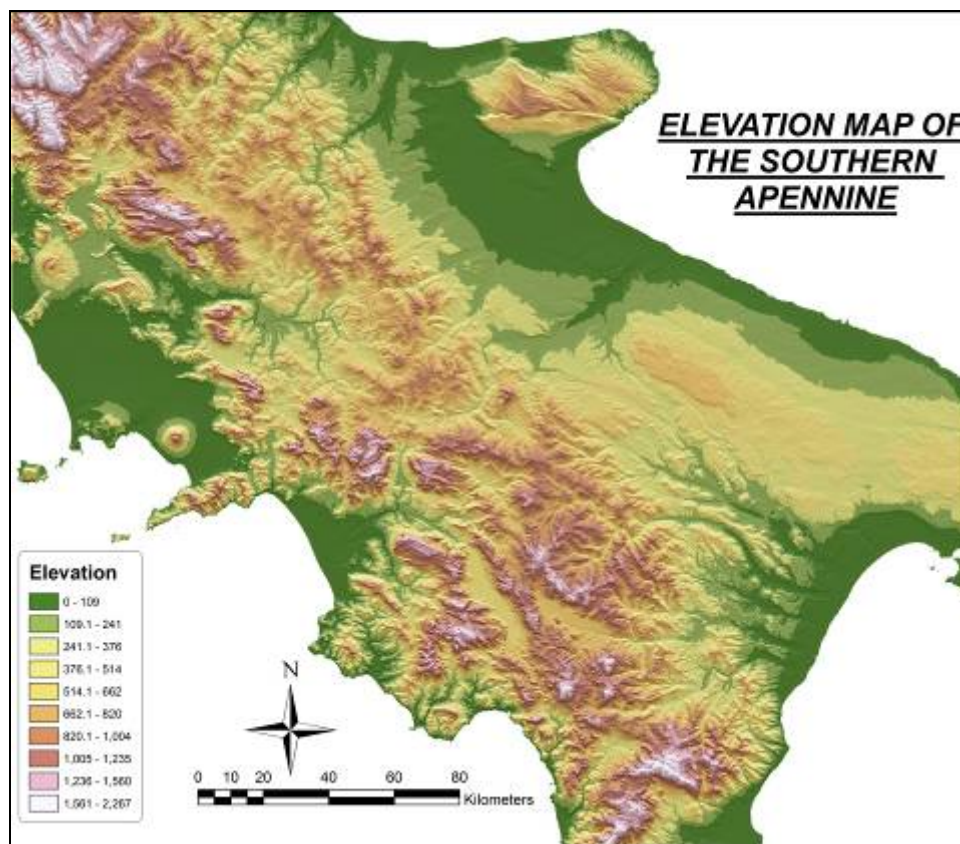 ELEVATION MAP OF
THE SOUTHERN
APENNINE
Elevation
0 - 109
109.1 - 241
241.1 - 376
376.1 - 514
514.1 - 662
662.1 - 820
820.1 - 1,004
1,005 - 1,235
1,236 - 1,560
1,561 - 2,267
N
0 10 20 40 60 80
Kilometers